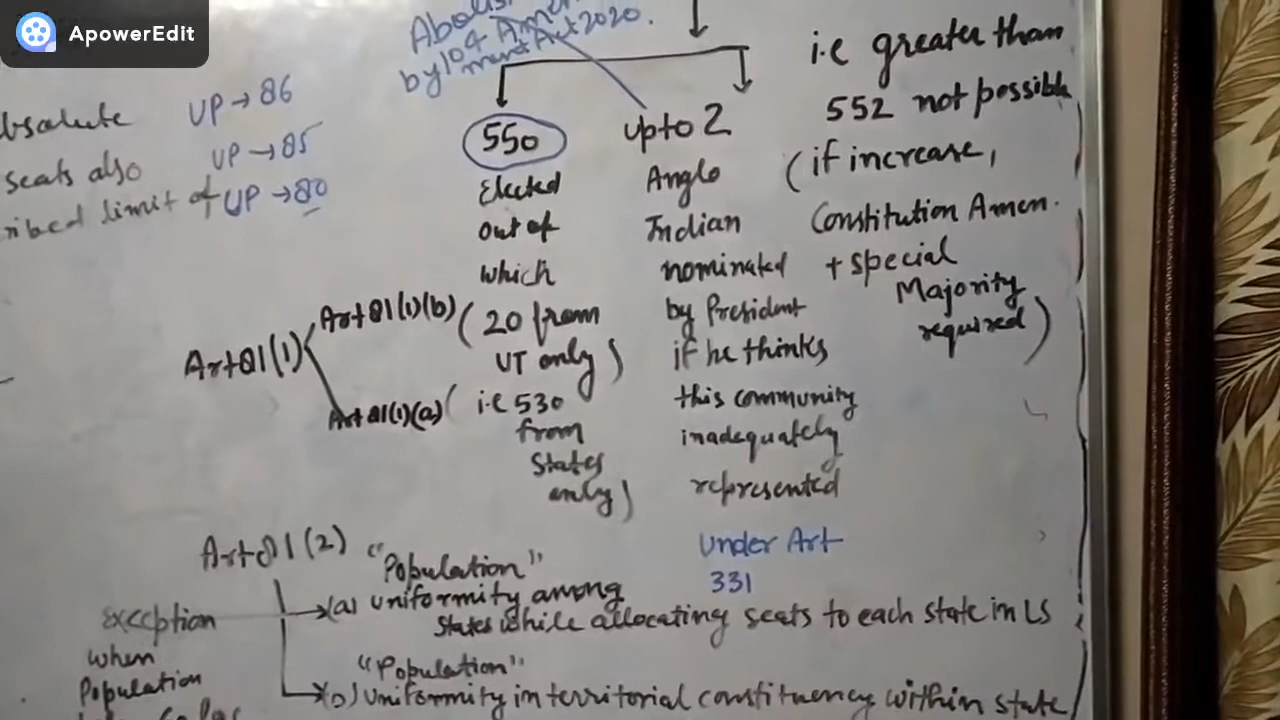 ApowerEdit
by 104 Amen
ment Act 2020.
UP → 86
UP → 85
seats also
limit of UP → 80
550
Elected
out of
which
(20 from
UT only)
(i.e 530
from
States
only)
upto 2
Anglo
Indian
nominated
by President
if he thinks
this community
inadequately
represented
Under Art
331
i.e greater than
552 not possible
(if increase,
Constitution Amen.
+ special
Majority
required)
Art 81(1)
Art 81(1)(b)
Art 81(1)(a)
Art 81(2)
"Population"
(a) Uniformity among
States while allocating seats to each state in LS
"Population"
(b) Uniformity in territorial constituency within state
exception
when
Population